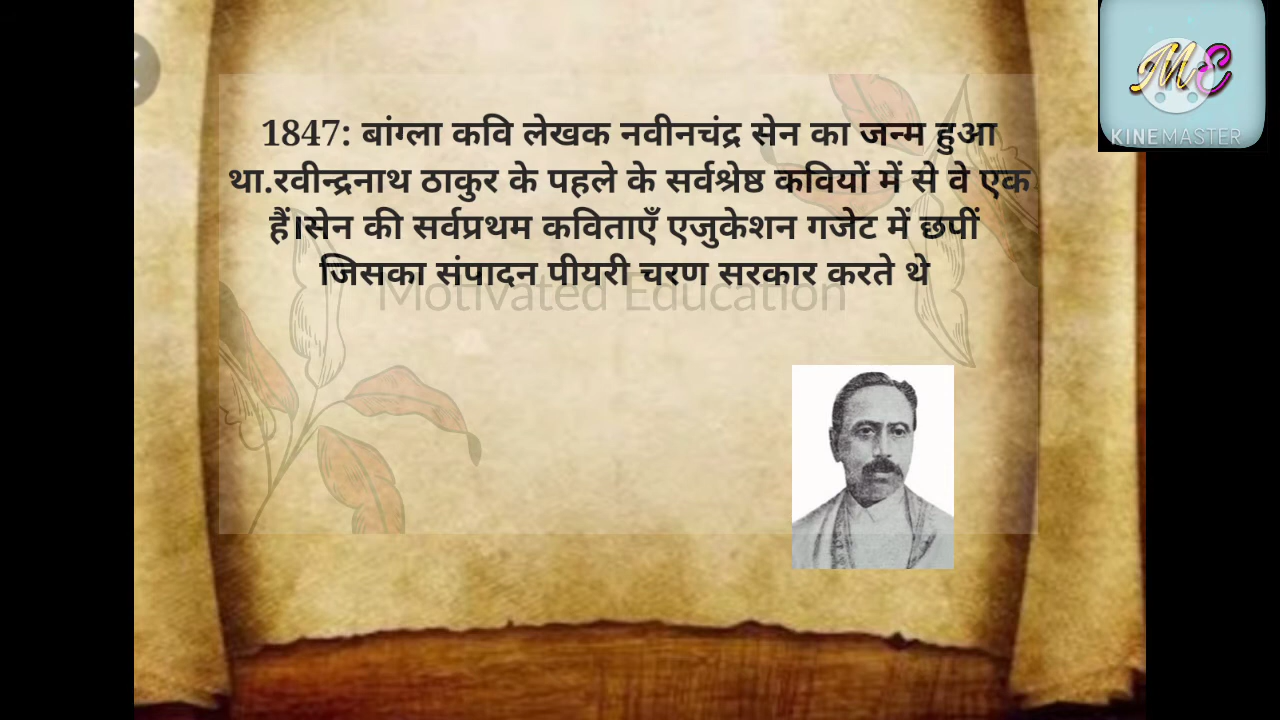 1847: बांग्ला कवि लेखक नवीनचंद्र सेन का जन्म हुआ
था.रवीन्द्रनाथ ठाकुर के पहले के सर्वश्रेष्ठ कवियों में से वे एक
हैं।सेन की सर्वप्रथम कविताएँ एजुकेशन गजेट में छपीं
जिसका संपादन पीयरी चरण सरकार करते थे
Motivated Education
ME
KINEMASTER